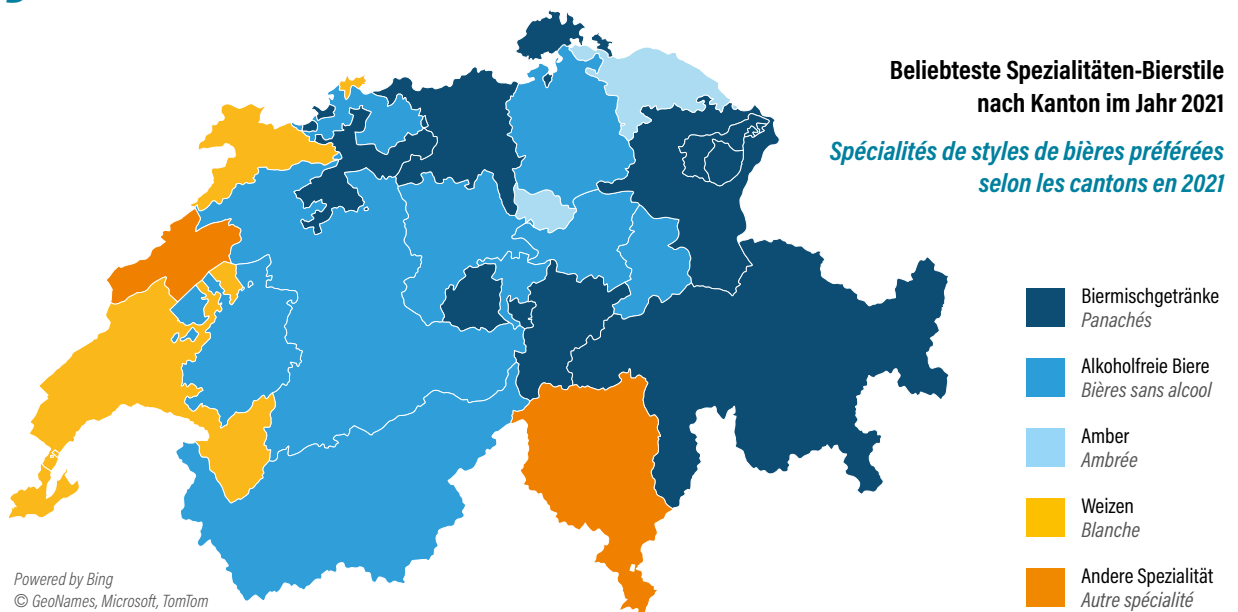 Beliebteste Spezialitäten-Bierstile
nach Kanton im Jahr 2021
Spécialités de styles de bières préférées
selon les cantons en 2021
Biermischgetränke
Panachés
Alkoholfreie Biere
Bières sans alcool
Amber
Ambrée
Weizen
Blanche
Andere Spezialität
Autre spécialité
Powered by Bing
© GeoNames, Microsoft, TomTom